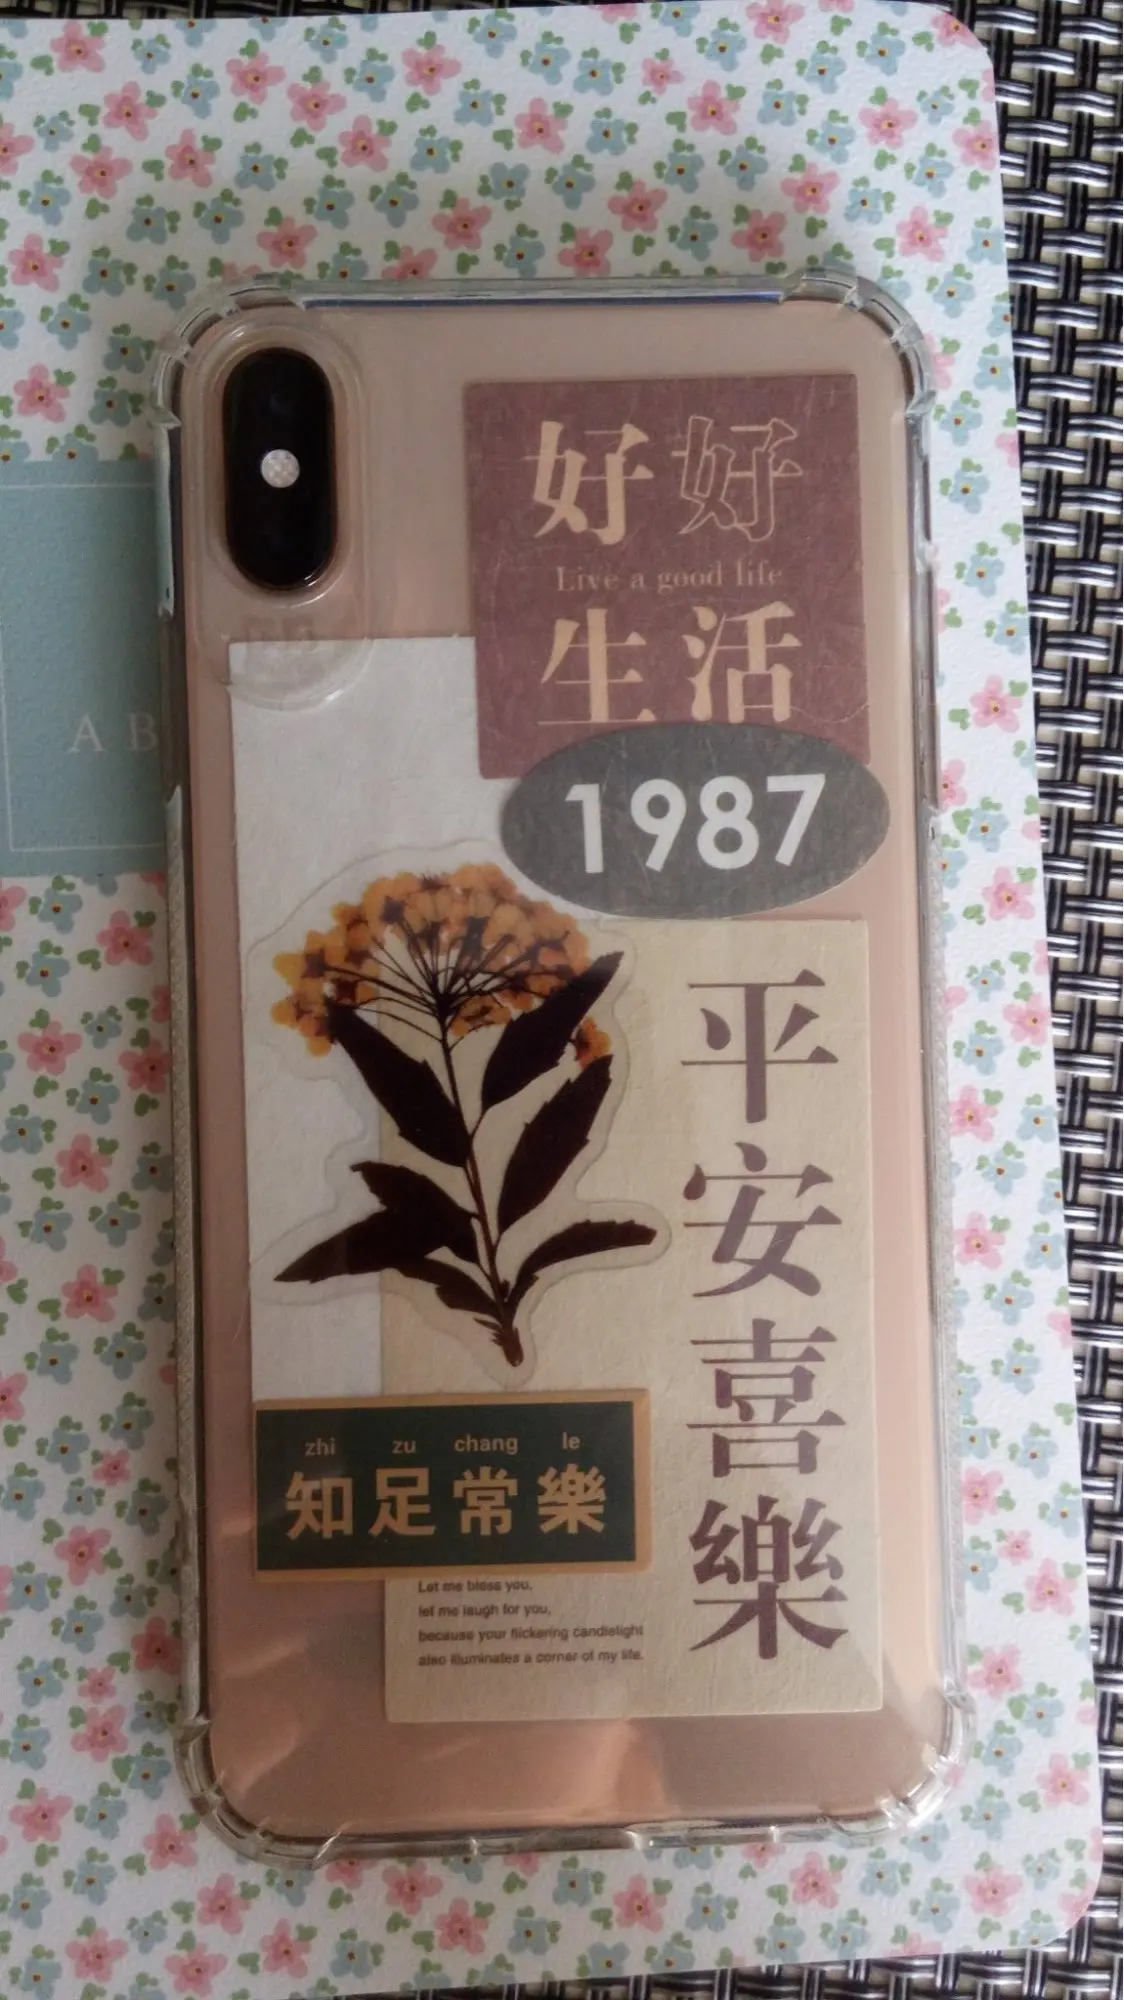 好好
Live a good life
生活
1987
平安喜樂
zhi zu chang le
知足常樂
Let me bless you,
let me laugh for you,
because your flickering candlelight
also illuminates a corner of my life.
A B